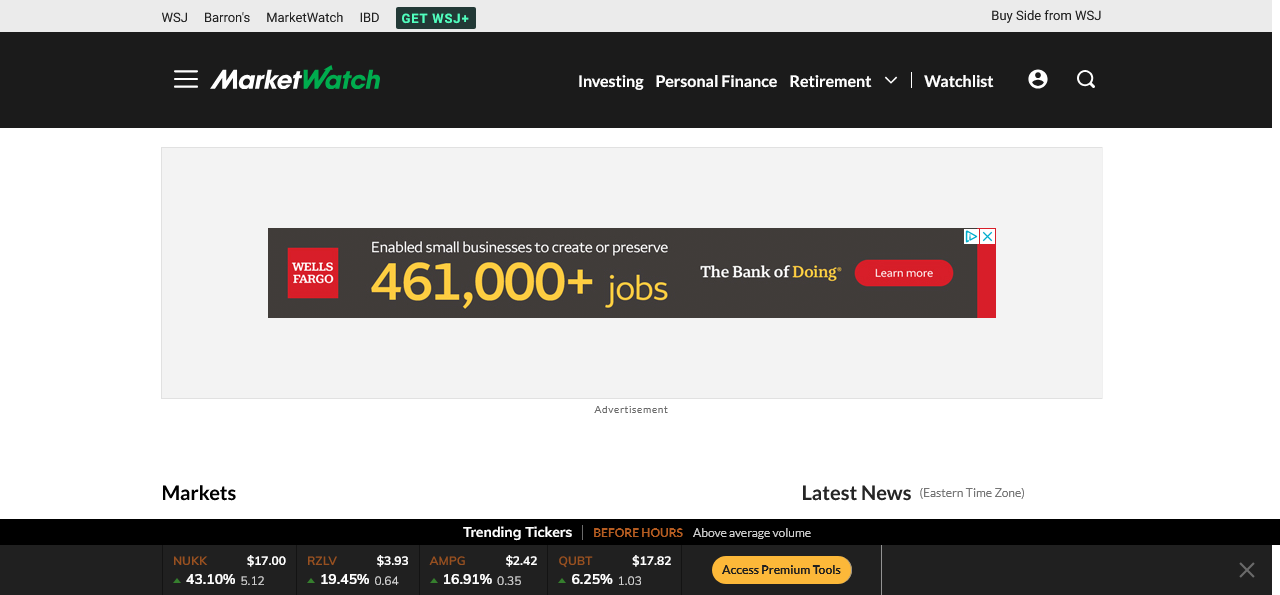 WSJ Barron's MarketWatch IBD GET WSJ+ Buy Side from WSJ
MarketWatch Investing Personal Finance Retirement Watchlist
WELLS FARGO
Enabled small businesses to create or preserve
461,000+ jobs
The Bank of Doing® Learn more
Advertisement
Markets
Latest News (Eastern Time Zone)
Trending Tickers BEFORE HOURS Above average volume
NUKK $17.00 RZLV $3.93 AMPG $2.42 QUBT $17.82
43.10% 5.12 19.45% 0.64 16.91% 0.35 6.25% 1.03
Access Premium Tools